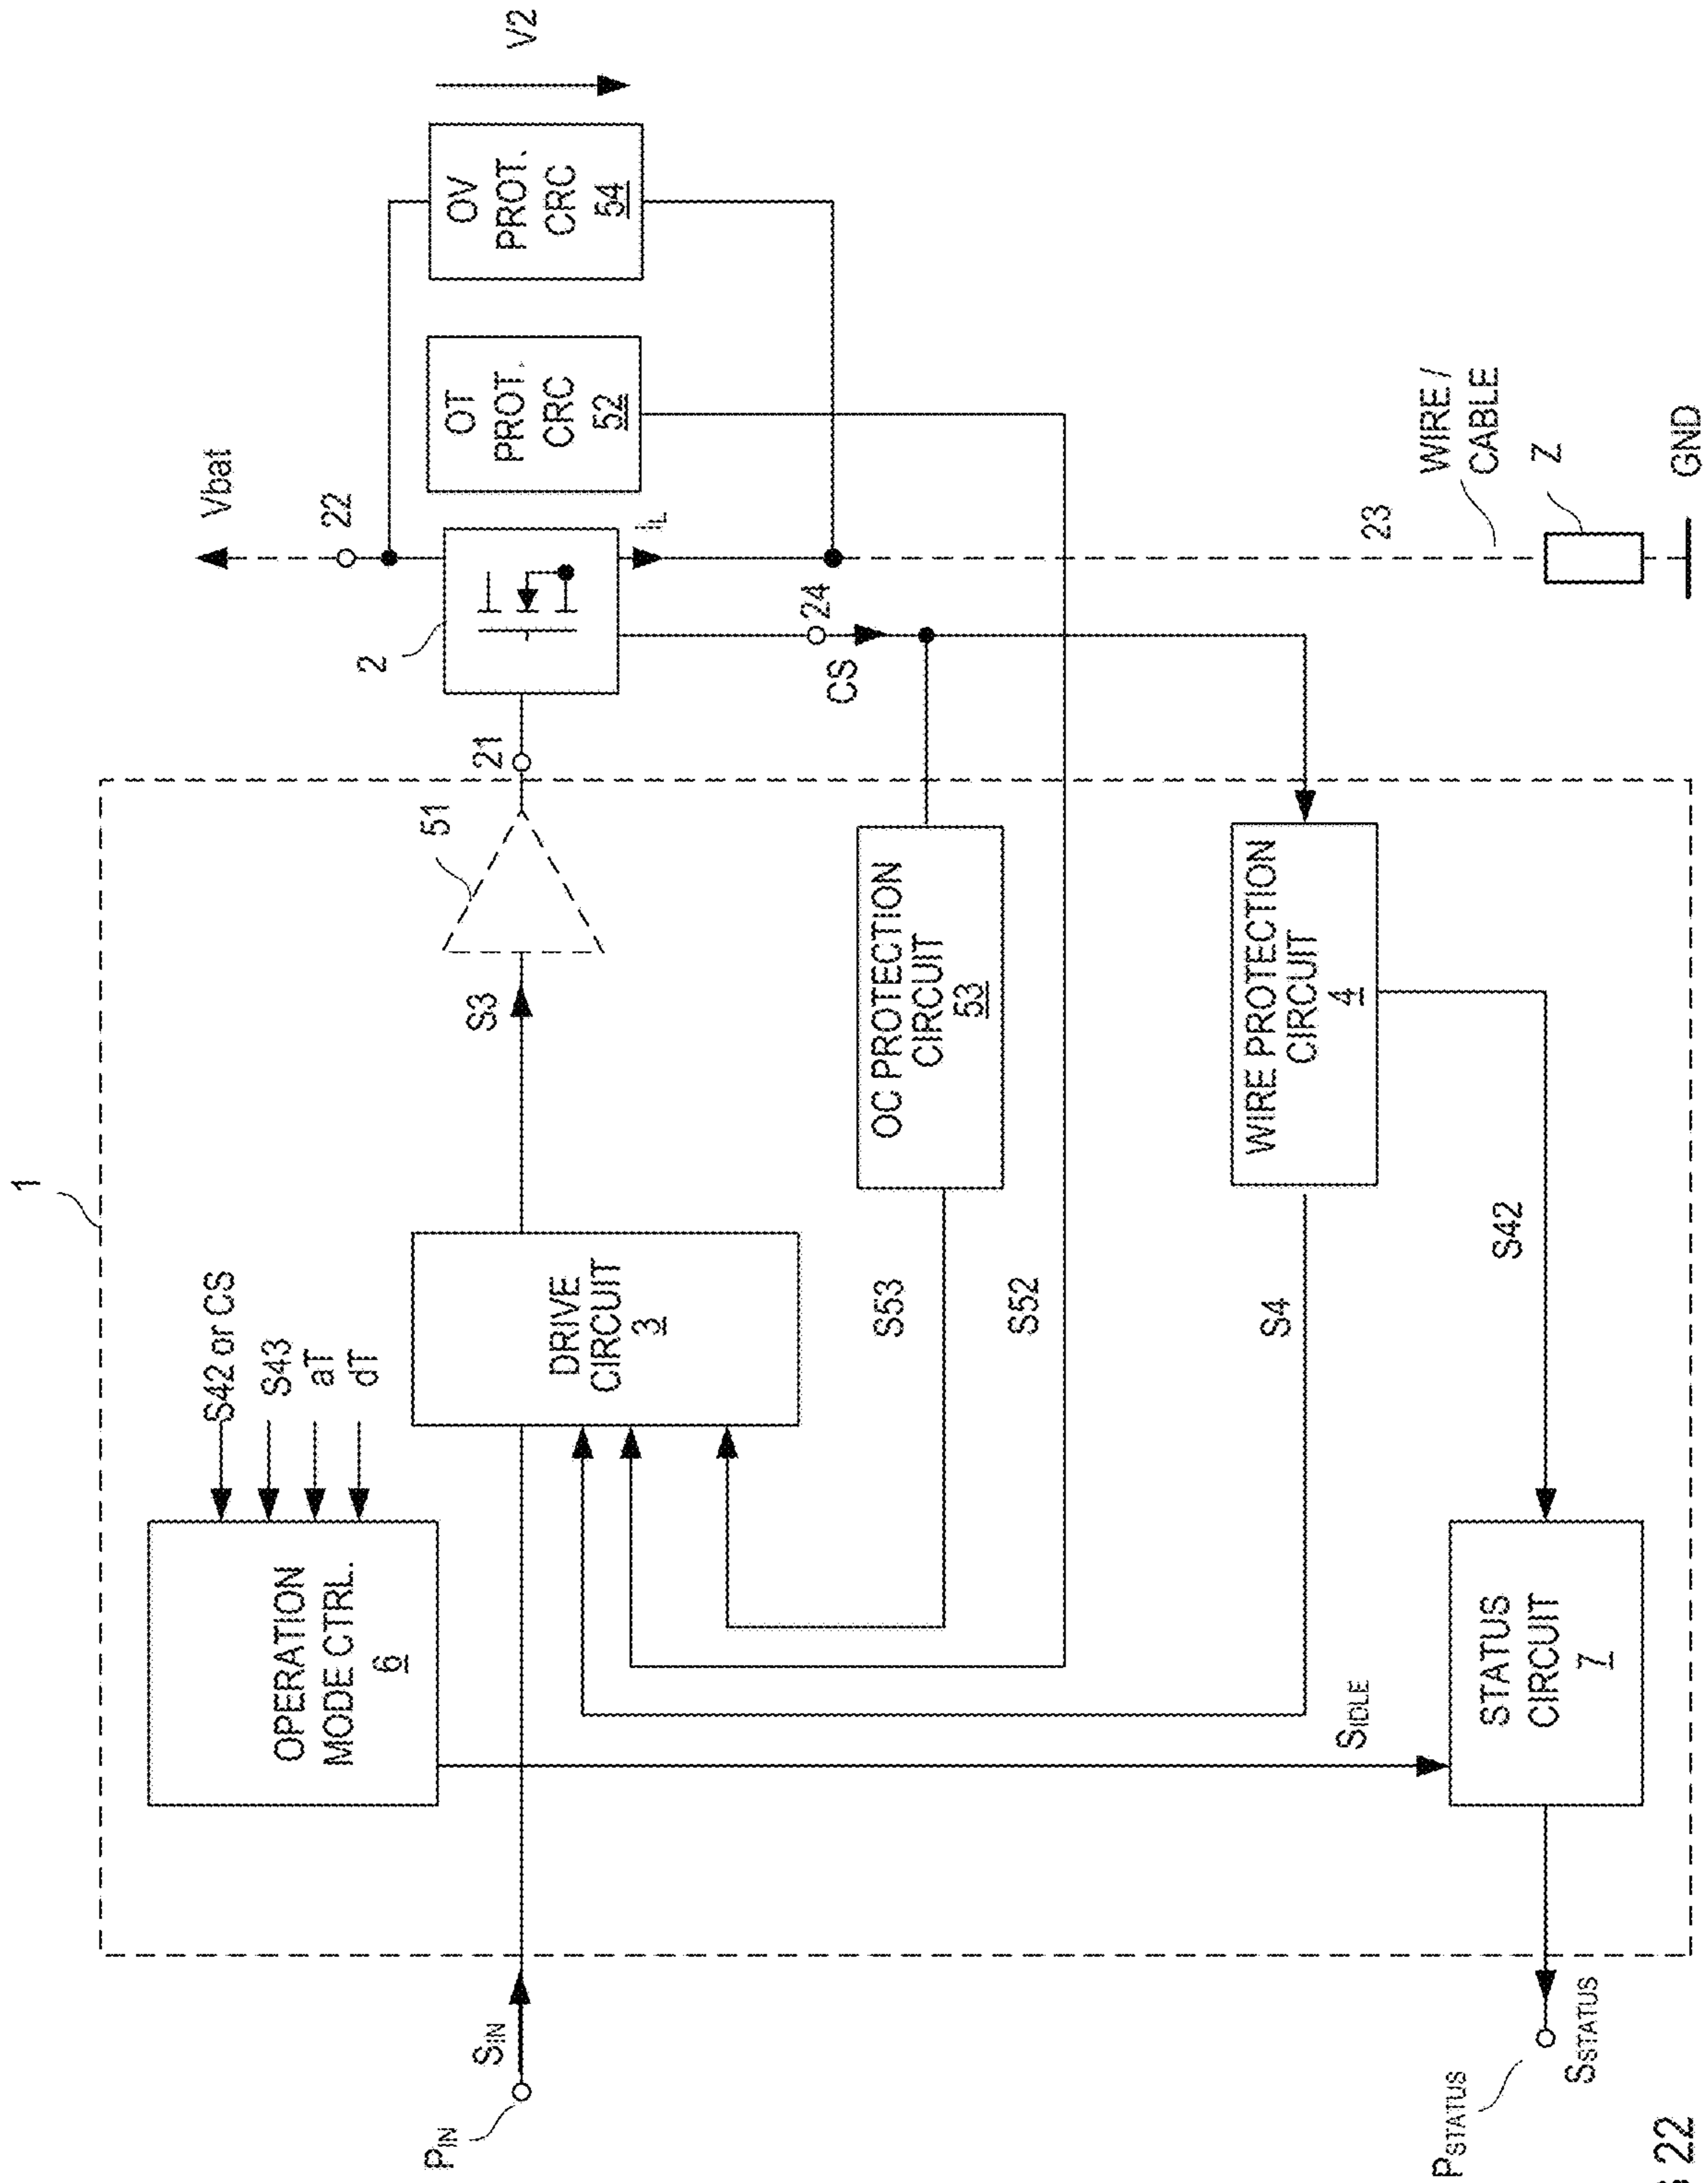 1
Vbat
22
V2
OV
PROT.
CRC
54
OT
PROT.
CRC
52
2
IL
24
CS
21
51
S3
S42 or CS
S43
aT
dT
OPERATION
MODE CTRL.
6
DRIVE
CIRCUIT
3
OC PROTECTION
CIRCUIT
53
S53
S52
WIRE PROTECTION
CIRCUIT
4
S4
S42
SIDLE
STATUS
CIRCUIT
7
SIN
PIN
PSTATUS
SSTATUS
23
WIRE /
CABLE
Z
GND
22